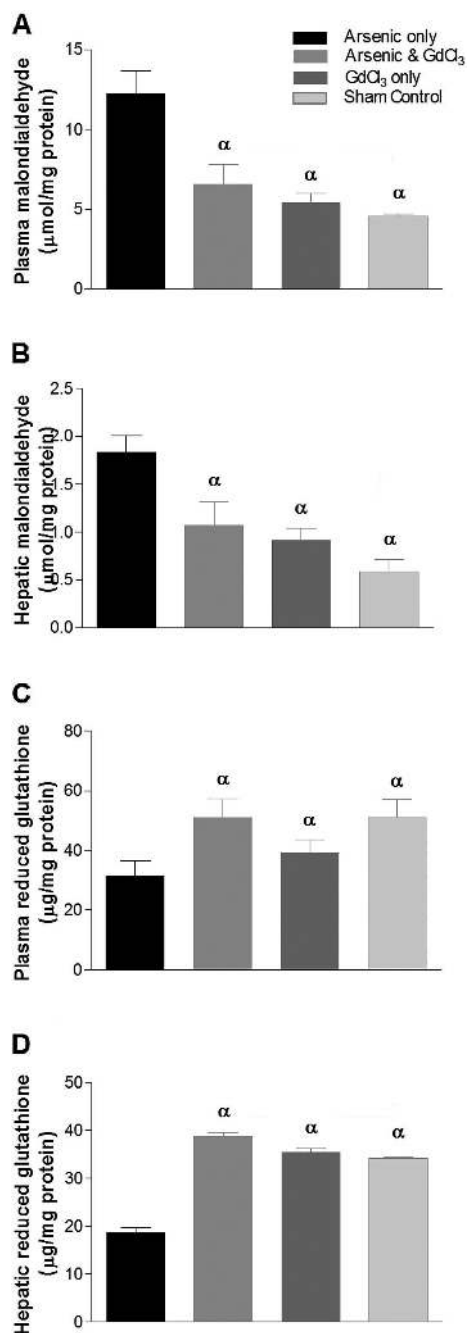 A
Arsenic only
Arsenic & GdCl₃
GdCl₃ only
Sham Control
Plasma malondialdehyde
(μmol/mg protein)
15
10
5
0
α
α
α
B
Hepatic malondialdehyde
(μmol/mg protein)
2.5
2.0
1.5
1.0
0.5
0.0
α
α
α
C
Plasma reduced glutathione
(μg/mg protein)
80
60
40
20
0
α
α
α
D
Hepatic reduced glutathione
(μg/mg protein)
50
40
30
20
10
0
α
α
α